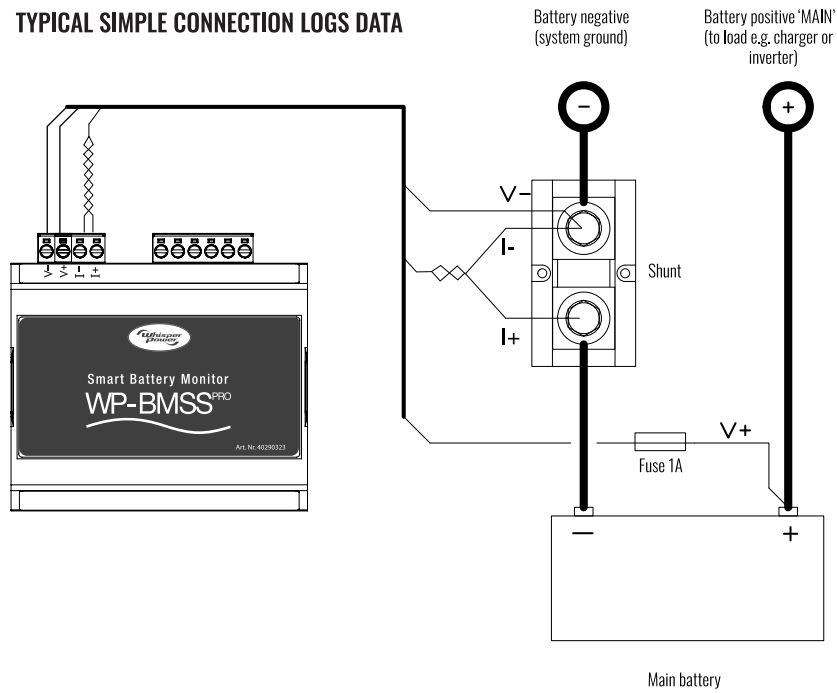 TYPICAL SIMPLE CONNECTION LOGS DATA
Battery negative
(system ground)
Battery positive ‘MAIN’
(to load e.g. charger or
inverter)
−
+
V-
I-
Shunt
I+
V- V+ I- I+
Whisper
Power
Smart Battery Monitor
WP-BMSS PRO
Art. Nr. 40290323
V+
Fuse 1A
−
+
Main battery